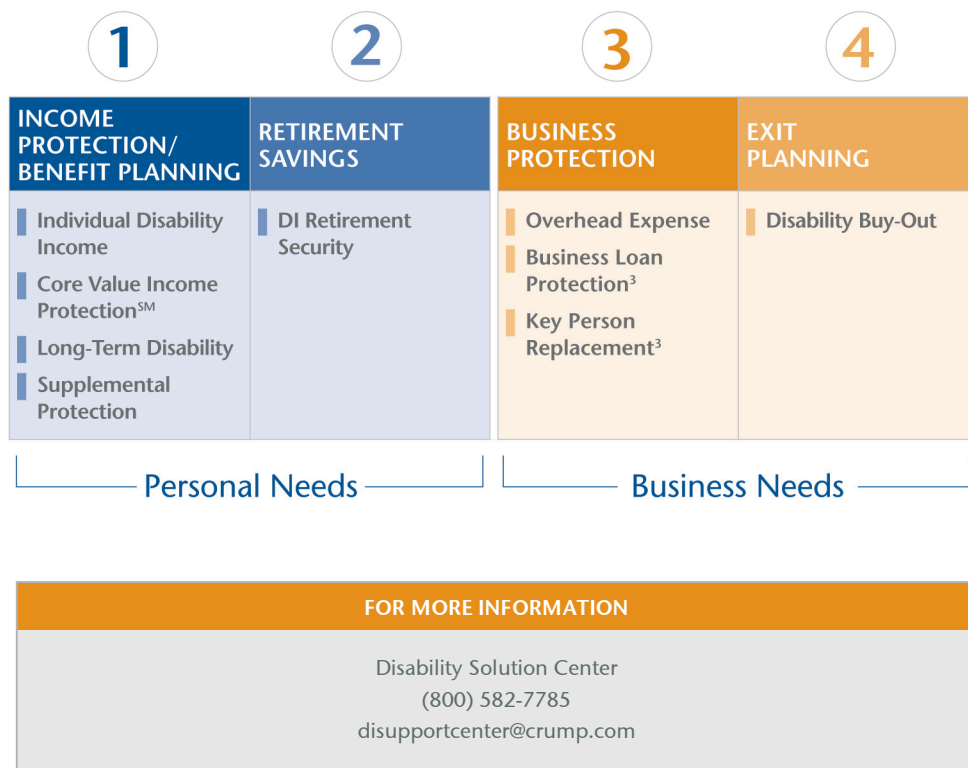 1
2
3
4
INCOME
PROTECTION/
BENEFIT PLANNING
RETIREMENT
SAVINGS
BUSINESS
PROTECTION
EXIT
PLANNING
Individual Disability
Income
Core Value Income
Protection℠
Long-Term Disability
Supplemental
Protection
DI Retirement
Security
Overhead Expense
Business Loan
Protection³
Key Person
Replacement³
Disability Buy-Out
Personal Needs
Business Needs
FOR MORE INFORMATION
Disability Solution Center
(800) 582-7785
disupportcenter@crump.com